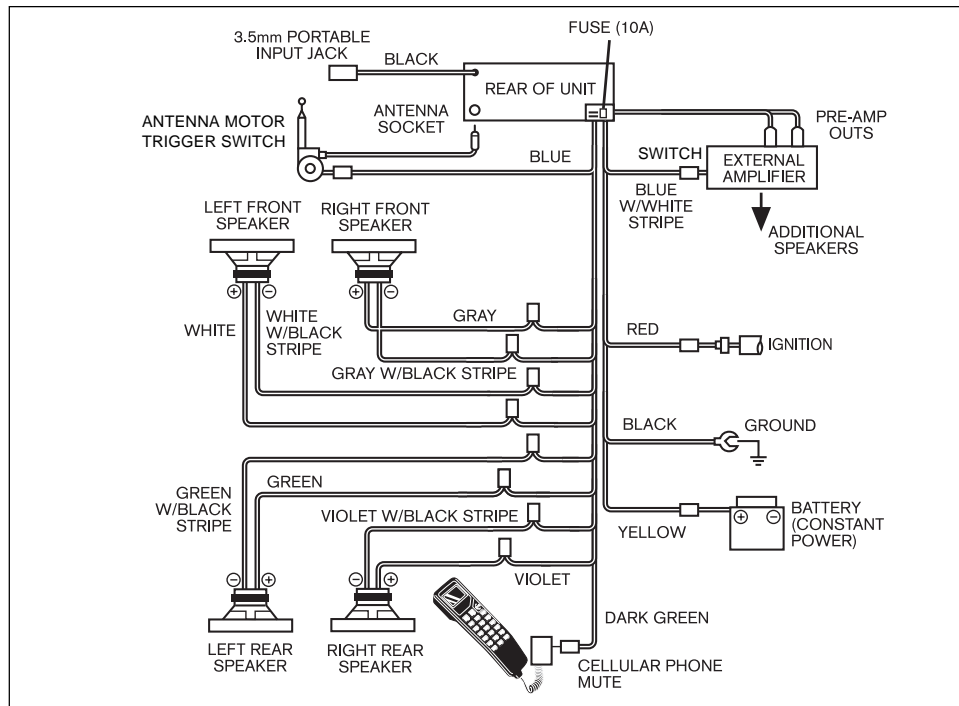 FUSE (10A)
3.5mm PORTABLE
INPUT JACK
BLACK
REAR OF UNIT
ANTENNA
SOCKET
PRE-AMP
OUTS
ANTENNA MOTOR
TRIGGER SWITCH
BLUE
SWITCH
EXTERNAL
AMPLIFIER
BLUE
W/WHITE
STRIPE
ADDITIONAL
SPEAKERS
LEFT FRONT
SPEAKER
RIGHT FRONT
SPEAKER
+
−
+
−
WHITE
WHITE
W/BLACK
STRIPE
GRAY
RED
IGNITION
GRAY W/BLACK STRIPE
BLACK
GROUND
GREEN
W/BLACK
STRIPE
GREEN
VIOLET W/BLACK STRIPE
YELLOW
+
−
BATTERY
(CONSTANT
POWER)
VIOLET
−
+
−
+
DARK GREEN
LEFT REAR
SPEAKER
RIGHT REAR
SPEAKER
CELLULAR PHONE
MUTE